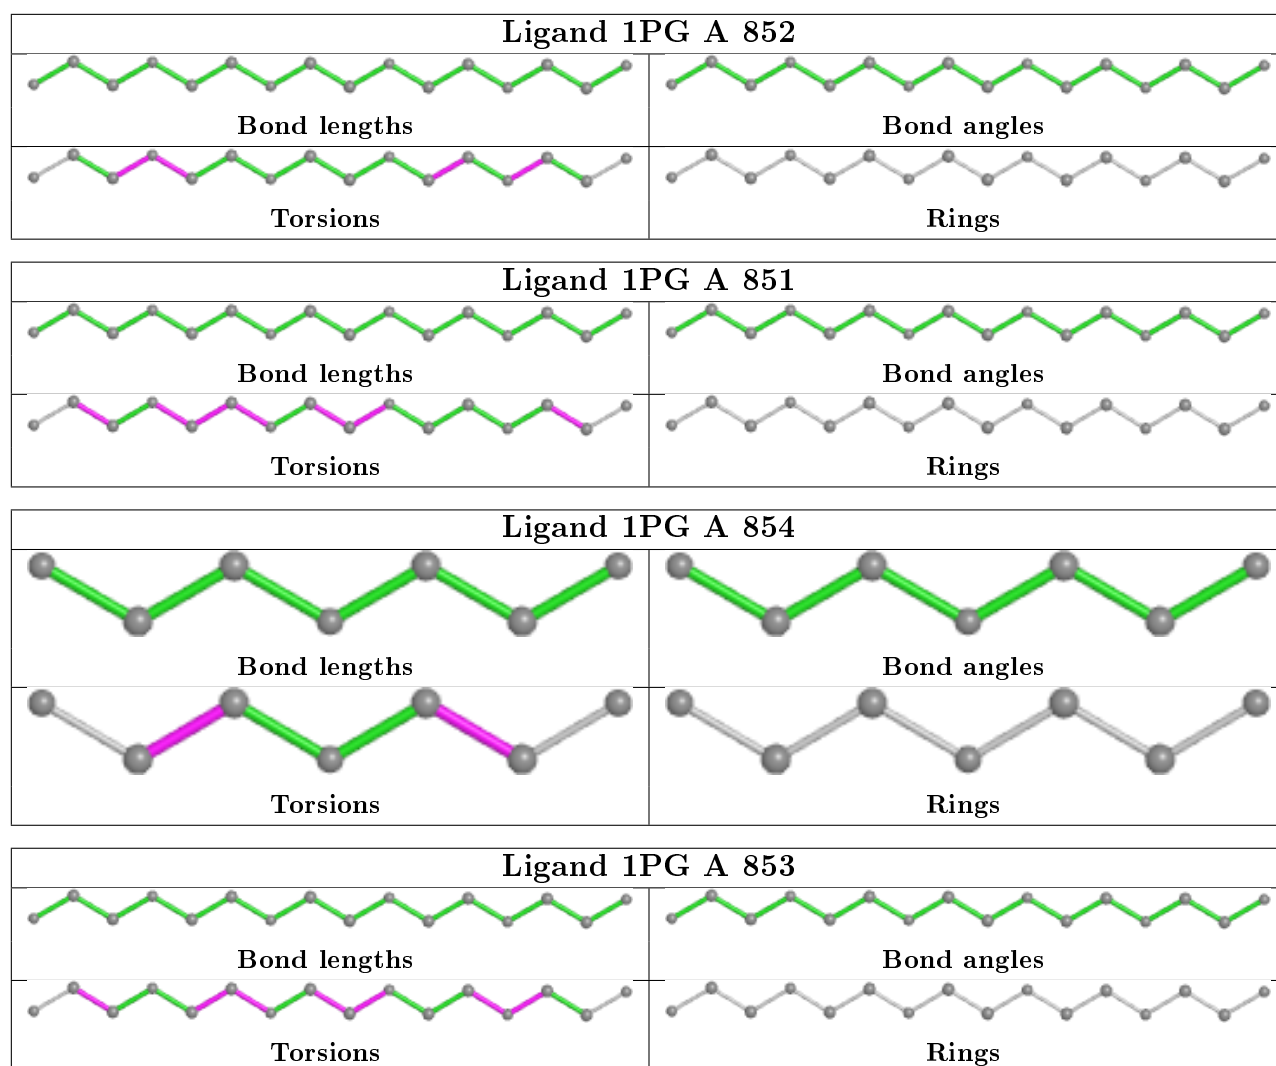 Ligand 1PG A 852
Bond lengths
Bond angles
Torsions
Rings
Ligand 1PG A 851
Bond lengths
Bond angles
Torsions
Rings
Ligand 1PG A 854
Bond lengths
Bond angles
Torsions
Rings
Ligand 1PG A 853
Bond lengths
Bond angles
Torsions
Rings